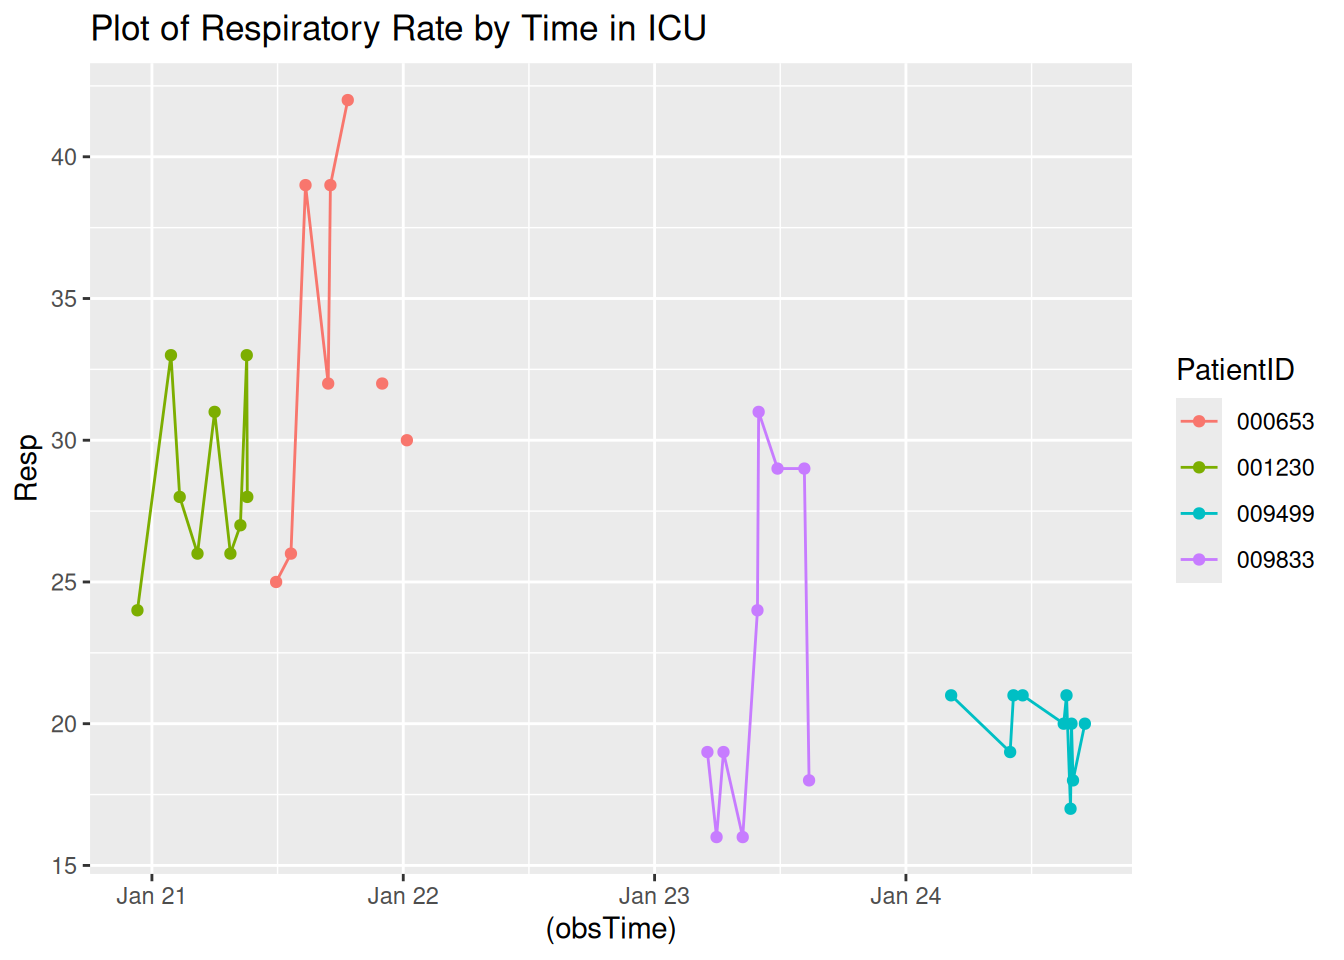 Plot of Respiratory Rate by Time in ICU
40
35
30
25
20
15
Resp
Jan 21 Jan 22 Jan 23 Jan 24
(obsTime)
PatientID
000653
001230
009499
009833